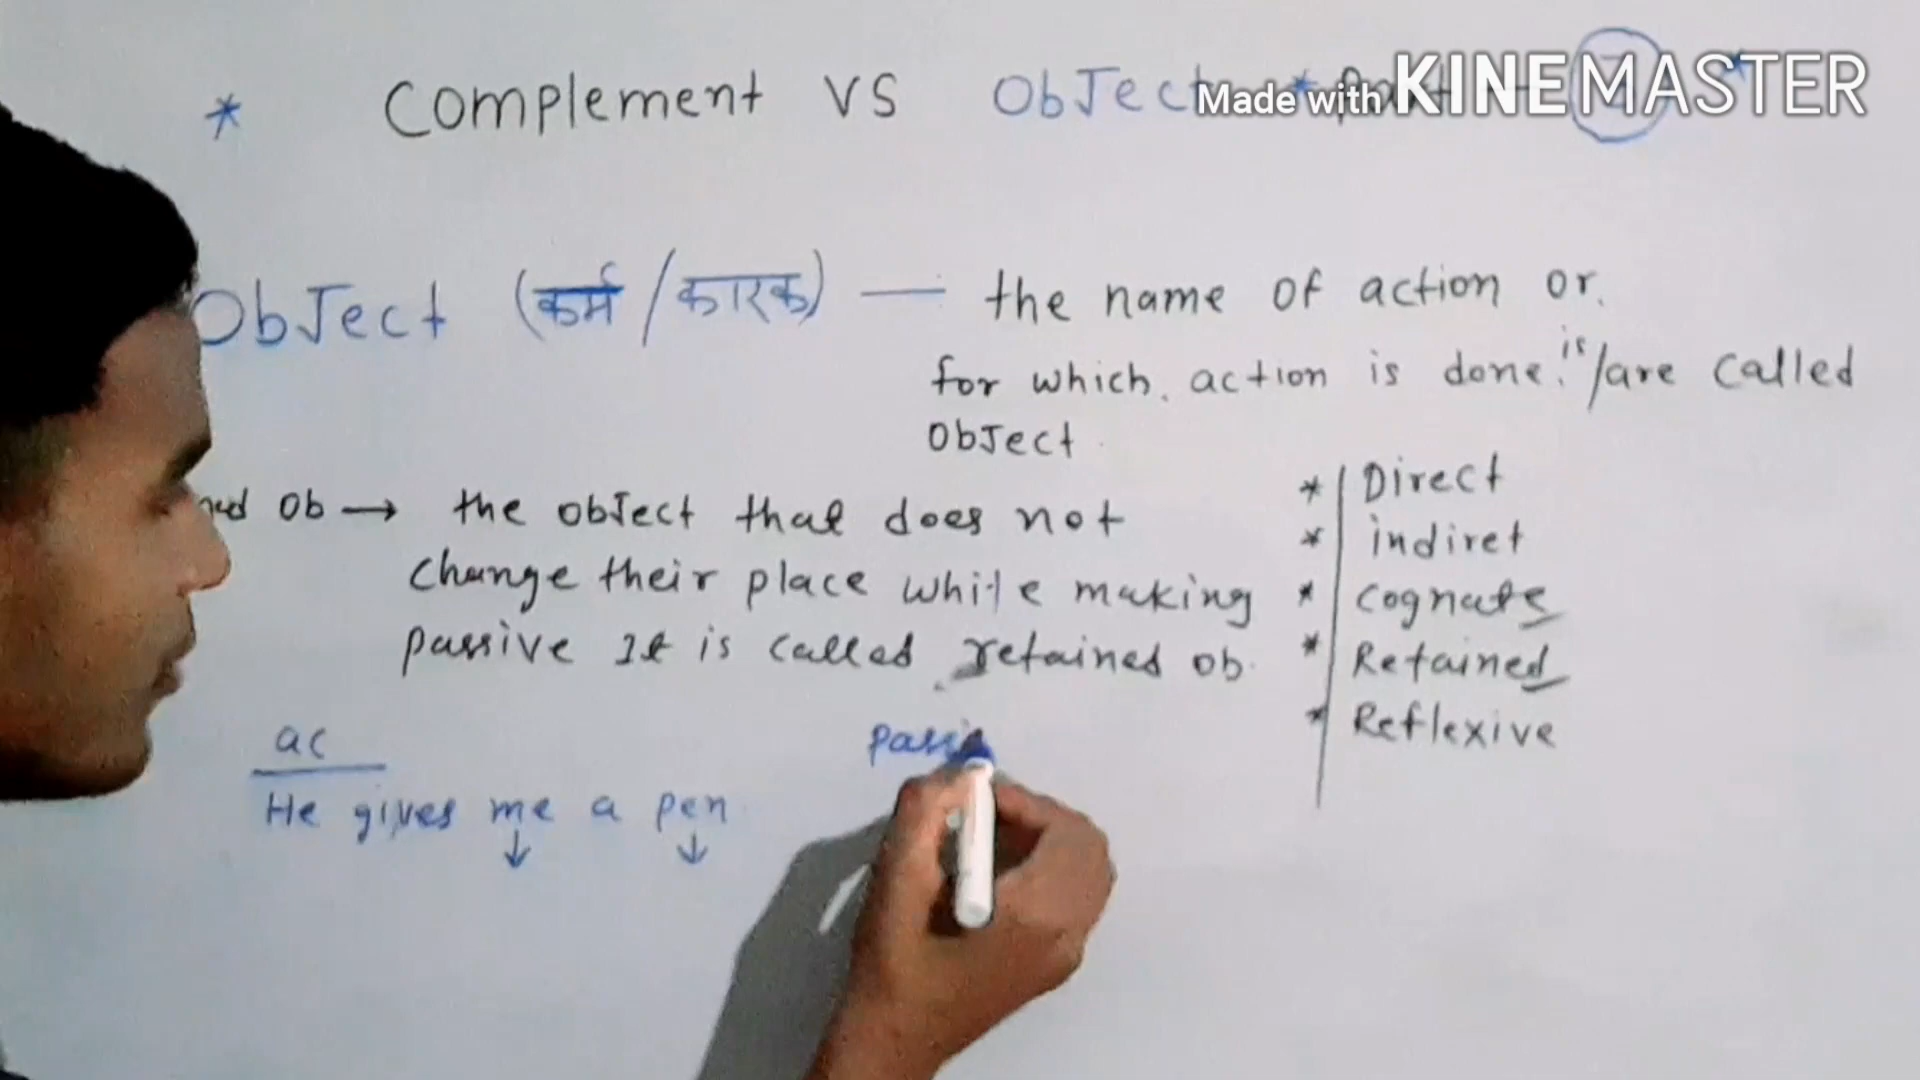 * Complement VS ObJect *
Made with KINEMASTER
ObJect (कर्म/कारक) — the name of action or.
for which. action is done. is/are called
ObJect.
ned Ob → the obJect that does not
change their place while making
passive It is called retained ob.
* Direct
* indiret
* Cognate
* Retained
* Reflexive
ac
He gives me a pen
↓ ↓
passi